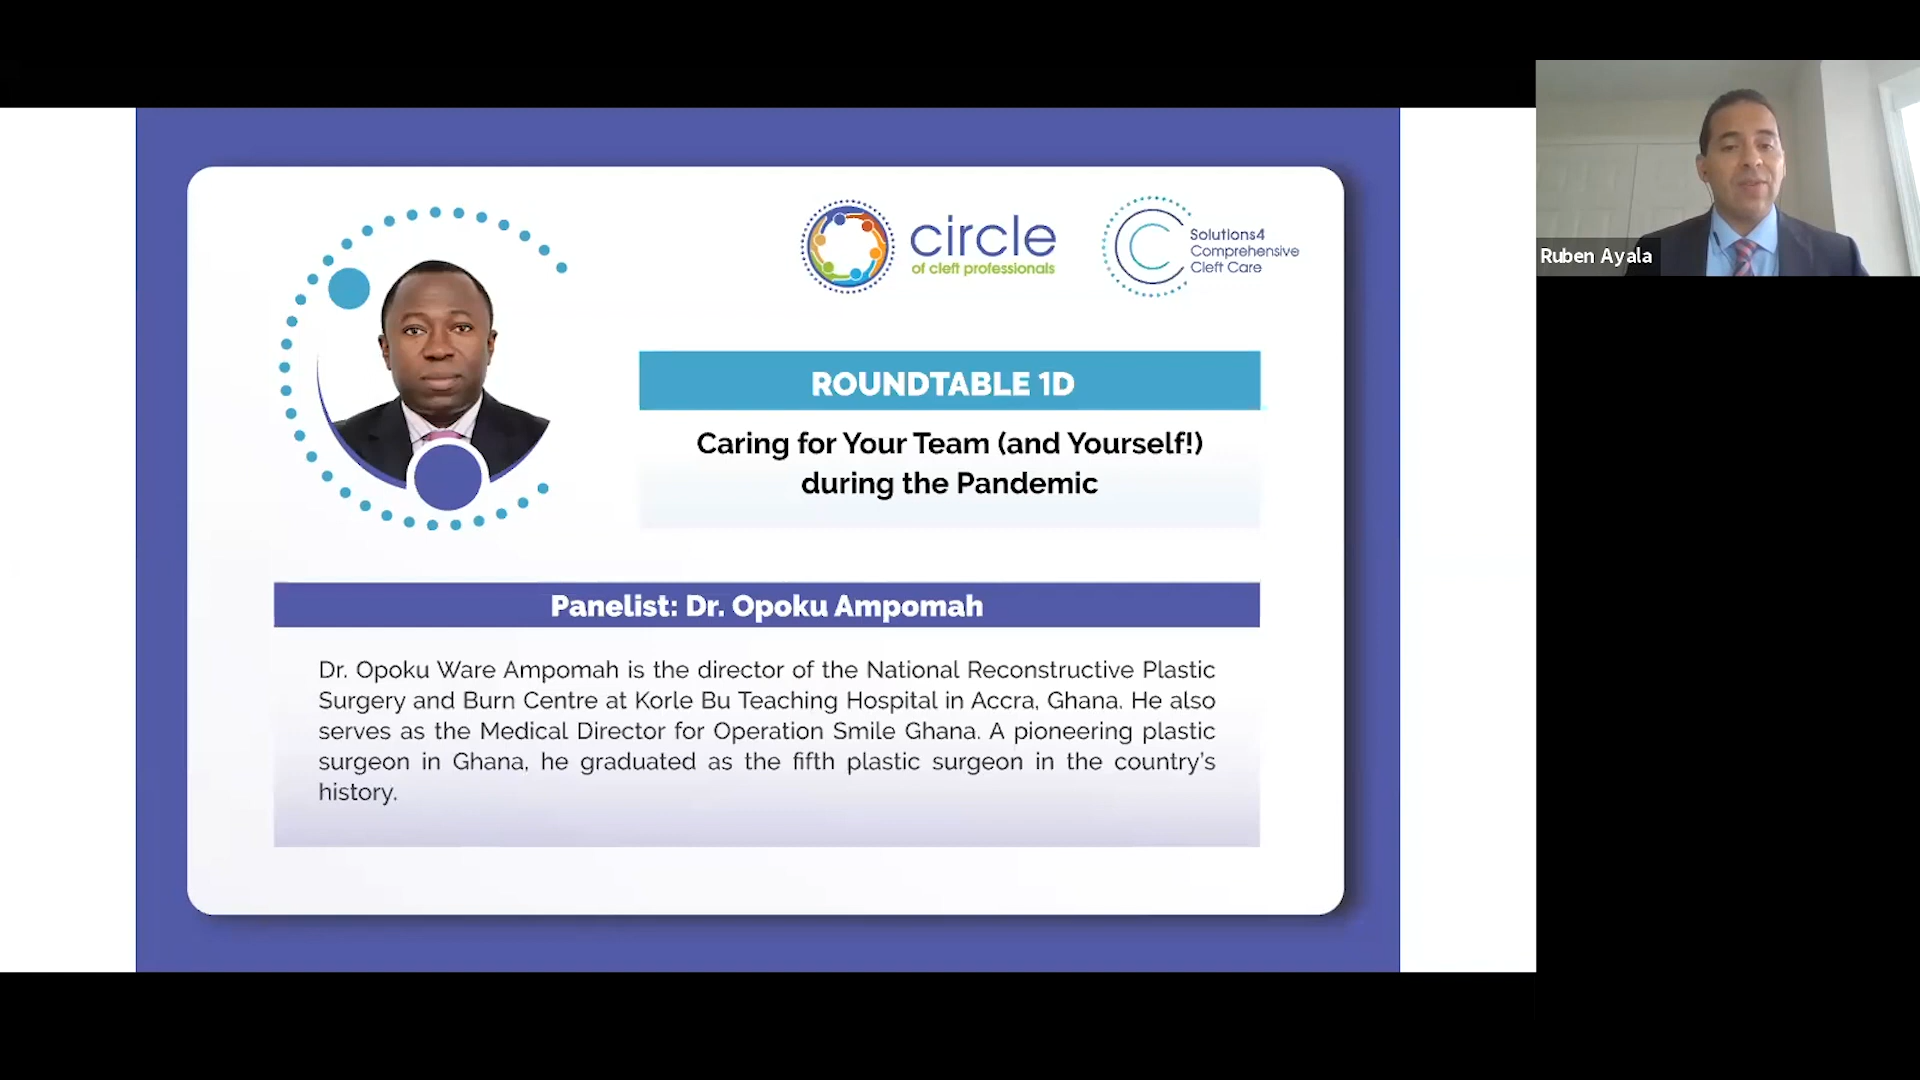 circle
of cleft professionals
Solutions4
Comprehensive
Cleft Care
Ruben Ayala
ROUNDTABLE 1D
Caring for Your Team (and Yourself!)
during the Pandemic
Panelist: Dr. Opoku Ampomah
Dr. Opoku Ware Ampomah is the director of the National Reconstructive Plastic
Surgery and Burn Centre at Korle Bu Teaching Hospital in Accra, Ghana. He also
serves as the Medical Director for Operation Smile Ghana. A pioneering plastic
surgeon in Ghana, he graduated as the fifth plastic surgeon in the country’s
history.